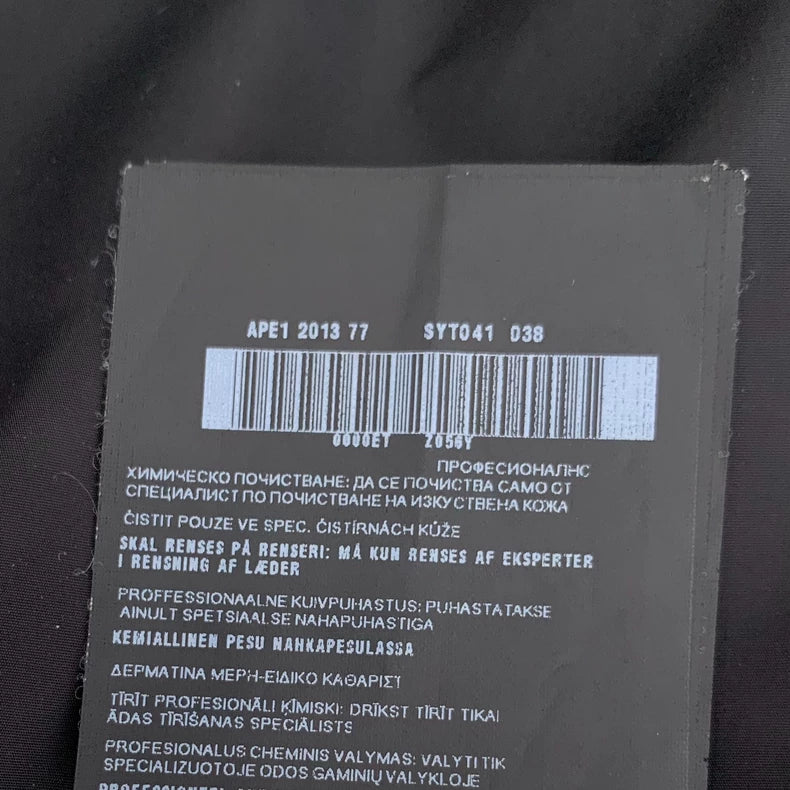 APE1 2013 77 SYT041 038
0000ET Z056Y
ПРОФЕСИОНАЛНС
ХИМИЧЕСКО ПОЧИСТВАНЕ: ДА СЕ ПОЧИСТВА САМО ОТ
СПЕЦИАЛИСТ ПО ПОЧИСТВАНЕ НА ИЗКУСТВЕНА КОЖА
ČISTIT POUZE VE SPEC. ČISTÍRNÁCH KŮŽE
SKAL RENSES PÅ RENSERI: MÅ KUN RENSES AF EKSPERTER
I RENSNING AF LÆDER
PROFFESSIONAALNE KUIVPUHASTUS: PUHASTATAKSE
AINULT SPETSIAALSE NAHAPUHASTIGA
KEMIALLINEN PESU NAHKAPESULASSA
ΔΕΡΜΑΤΙΝΑ ΜΕΡΗ-ΕΙΔΙΚΟ ΚΑΘΑΡΙΣΤ
TĪRĪT PROFESIONĀLI ĶĪMISKI: DRĪKST TĪRĪT TIKAI
ĀDAS TĪRĪŠANAS SPECIĀLISTS
PROFESIONALUS CHEMINIS VALYMAS: VALYTI TIK
SPECIALIZUOTOJE ODOS GAMINIŲ VALYKLOJE